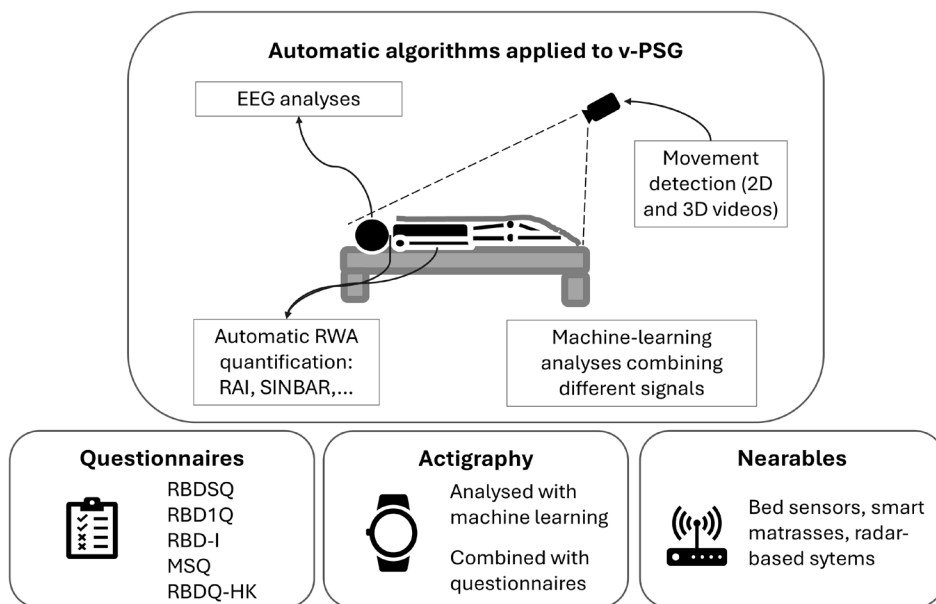 Automatic algorithms applied to v-PSG
EEG analyses
Movement
detection (2D
and 3D videos)
Automatic RWA
quantification:
RAI, SINBAR,...
Machine-learning
analyses combining
different signals
Questionnaires
RBDSQ
RBD1Q
RBD-I
MSQ
RBDQ-HK
Actigraphy
Analysed with
machine learning
Combined with
questionnaires
Nearables
Bed sensors, smart
matrasses, radar-
based sytems